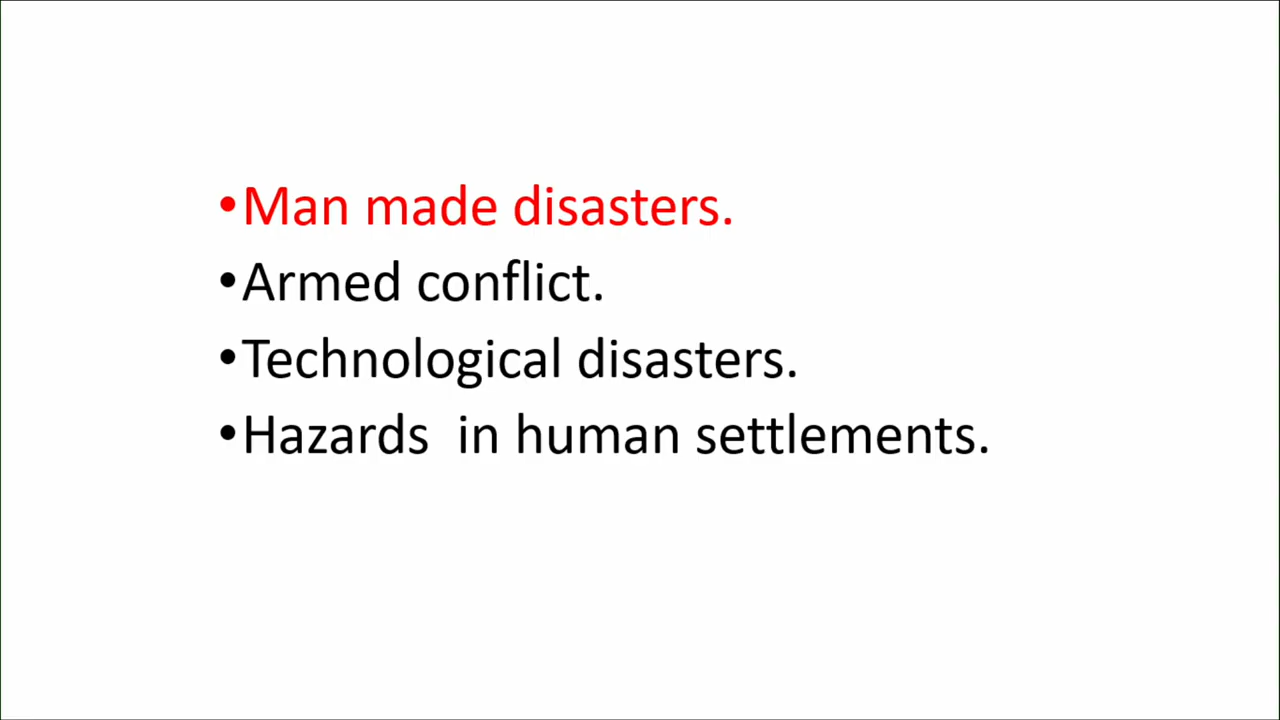 •Man made disasters.
•Armed conflict.
•Technological disasters.
•Hazards  in human settlements.